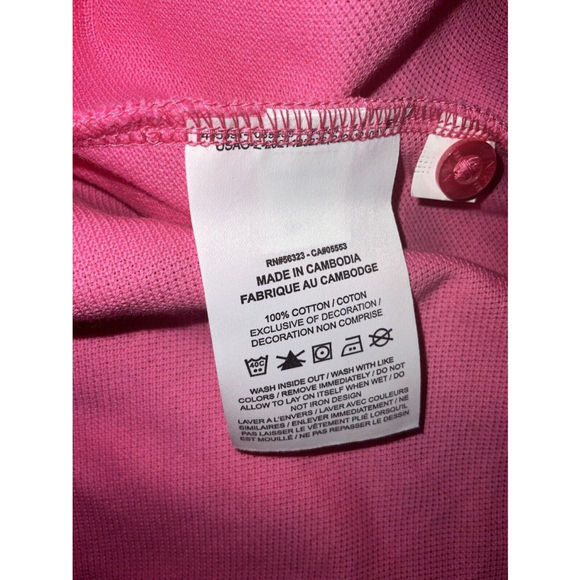 RN#56323 - CA#05553
MADE IN CAMBODIA
FABRIQUE AU CAMBODGE
100% COTTON / COTON
EXCLUSIVE OF DECORATION /
DECORATION NON COMPRISE
40C
WASH INSIDE OUT / WASH WITH LIKE
COLORS / REMOVE IMMEDIATELY / DO NOT
ALLOW TO LAY ON ITSELF WHEN WET / DO
NOT IRON DESIGN
LAVER A L'ENVERS / LAVER AVEC COULEURS
SIMILAIRES / ENLEVER IMMEDIATEMENT / NE
PAS LAISSER LE VÊTEMENT PLIÉ LORSQU'IL
EST MOUILLÉ / NE PAS REPASSER LE DESSIN